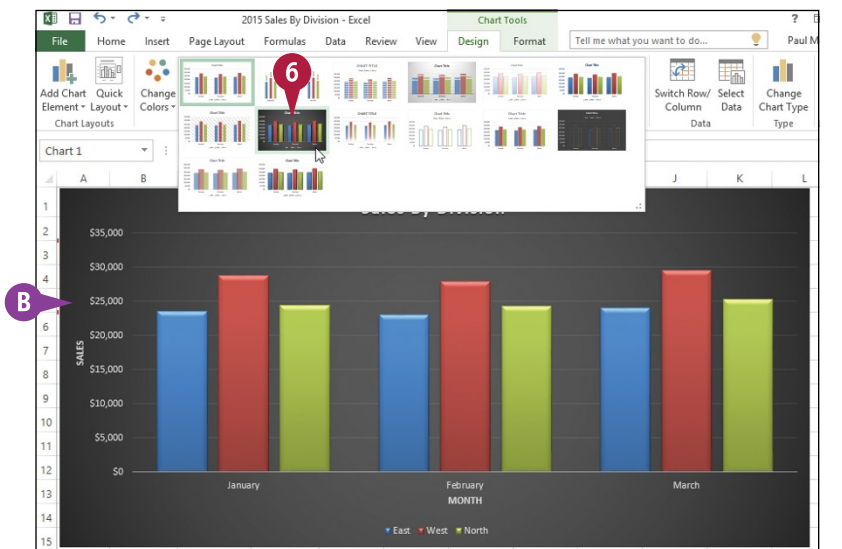 2015 Sales By Division - Excel
Chart Tools
?
File Home Insert Page Layout Formulas Data Review View Design Format Tell me what you want to do... Paul M
6
Add Chart Quick Change Switch Row/ Select Change
Element Layout Colors Column Data Chart Type
Chart Layouts Data Type
Chart 1
A B J K L
1
2
3
4
6
7
8
9
10
11
12
13
14
15
B
Sales By Division
$35,000
$30,000
$25,000
$20,000
$15,000
$10,000
$5,000
$0
SALES
January February March
MONTH
East West North